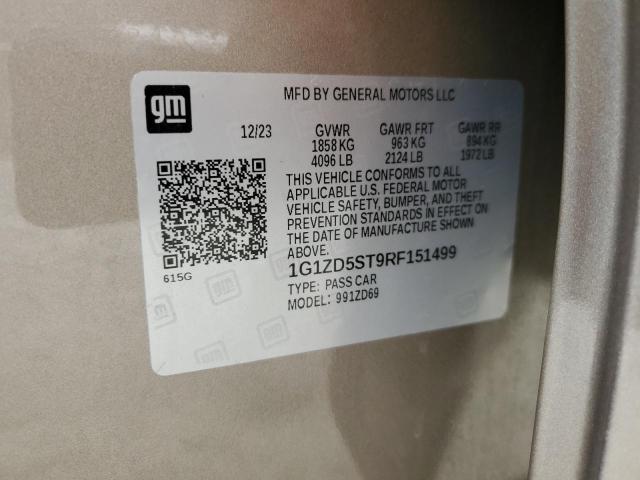 gm
MFD BY GENERAL MOTORS LLC
12/23 GVWR GAWR FRT GAWR RR
1858 KG 963 KG 894 KG
4096 LB 2124 LB 1972 LB
THIS VEHICLE CONFORMS TO ALL
APPLICABLE U.S. FEDERAL MOTOR
VEHICLE SAFETY, BUMPER, AND THEFT
PREVENTION STANDARDS IN EFFECT ON
THE DATE OF MANUFACTURE SHOWN
ABOVE.
615G
1G1ZD5ST9RF151499
TYPE: PASS CAR
MODEL: 991ZD69